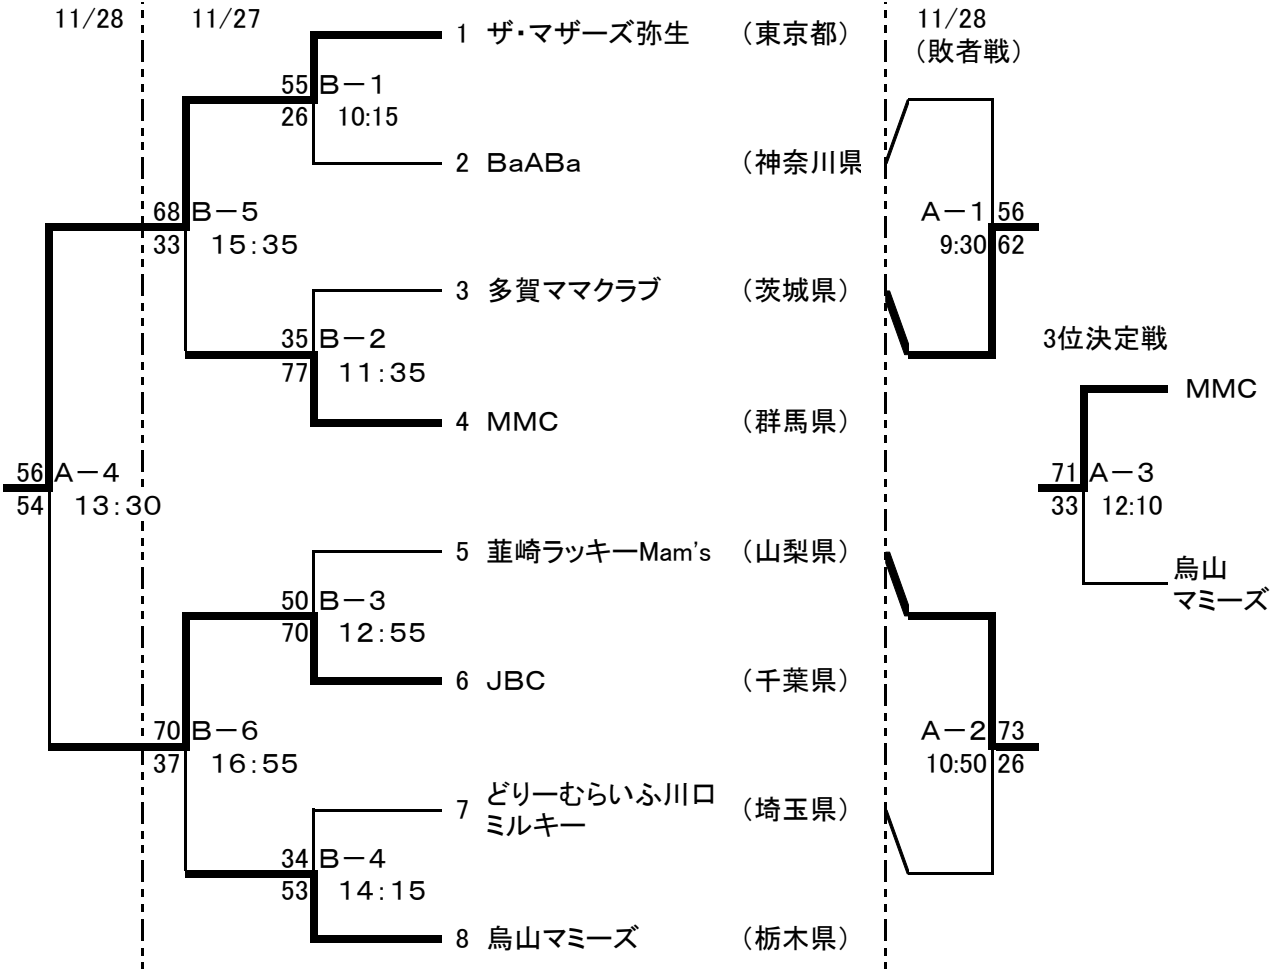 11/28
11/27
11/28
（敗者戦）
1 ザ・マザーズ弥生 （東京都）
55 B－1
26 10:15
2 BaABa （神奈川県
68 B－5
33 15:35
A－1 56
9:30 62
3 多賀ママクラブ （茨城県）
35 B－2
77 11:35
3位決定戦
MMC
4 MMC （群馬県）
56 A－4
54 13:30
71 A－3
33 12:10
5 韮崎ラッキーMam's （山梨県）
烏山
マミーズ
50 B－3
70 12:55
6 JBC （千葉県）
70 B－6
37 16:55
A－2 73
10:50 26
7 どりーむらいふ川口
ミルキー
（埼玉県）
34 B－4
53 14:15
8 烏山マミーズ （栃木県）